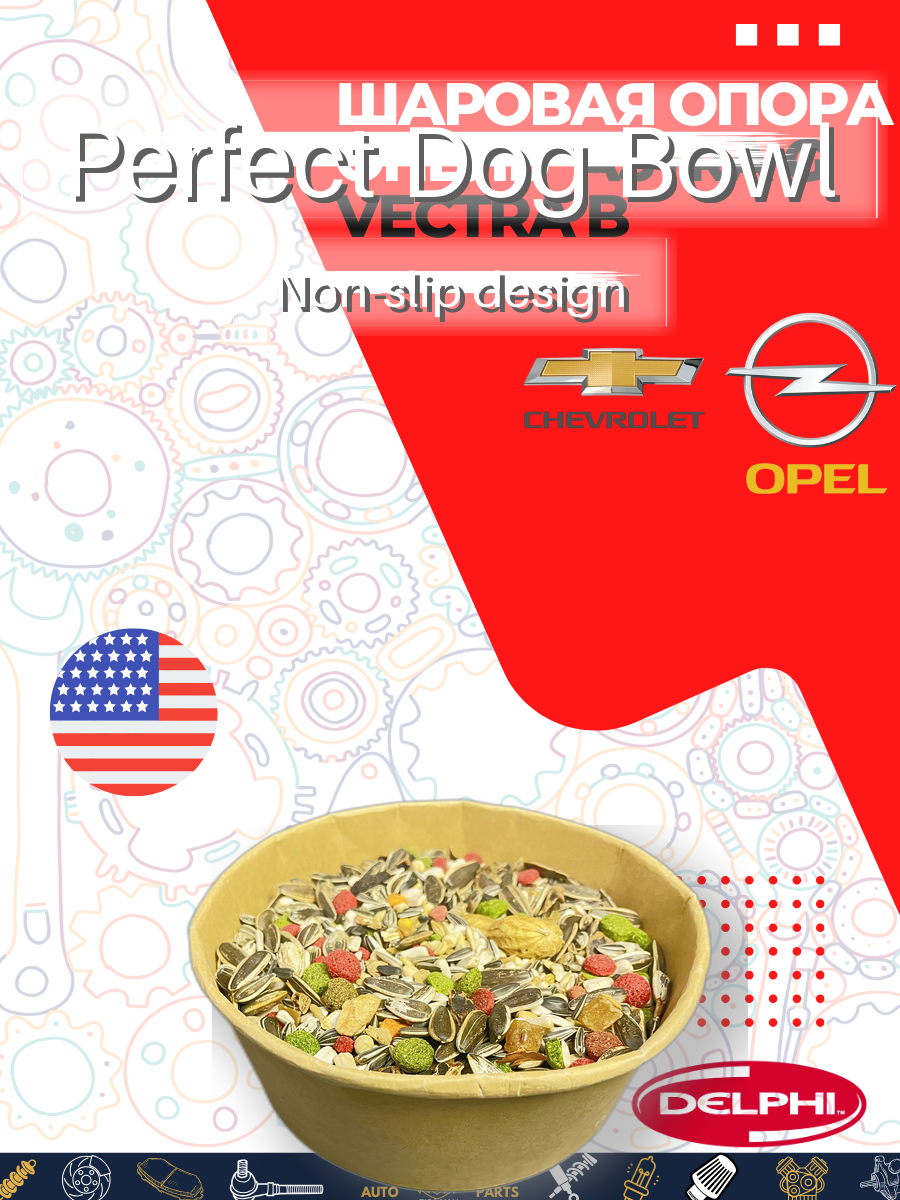 ШАРОВАЯ ОПОРА
Perfect Dog Bowl
VECTRA B
Non-slip design
CHEVROLET
OPEL
DELPHI
AUTO PARTS